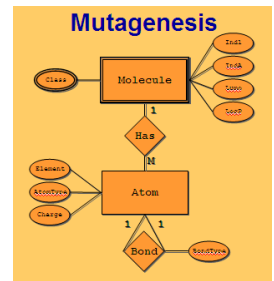 Mutagenesis
Ind1
Class
Molecule
IndA
Lumo
LogP
1
Has
Element
M
AtomType
Atom
Charge
1
1
Bond
BondType